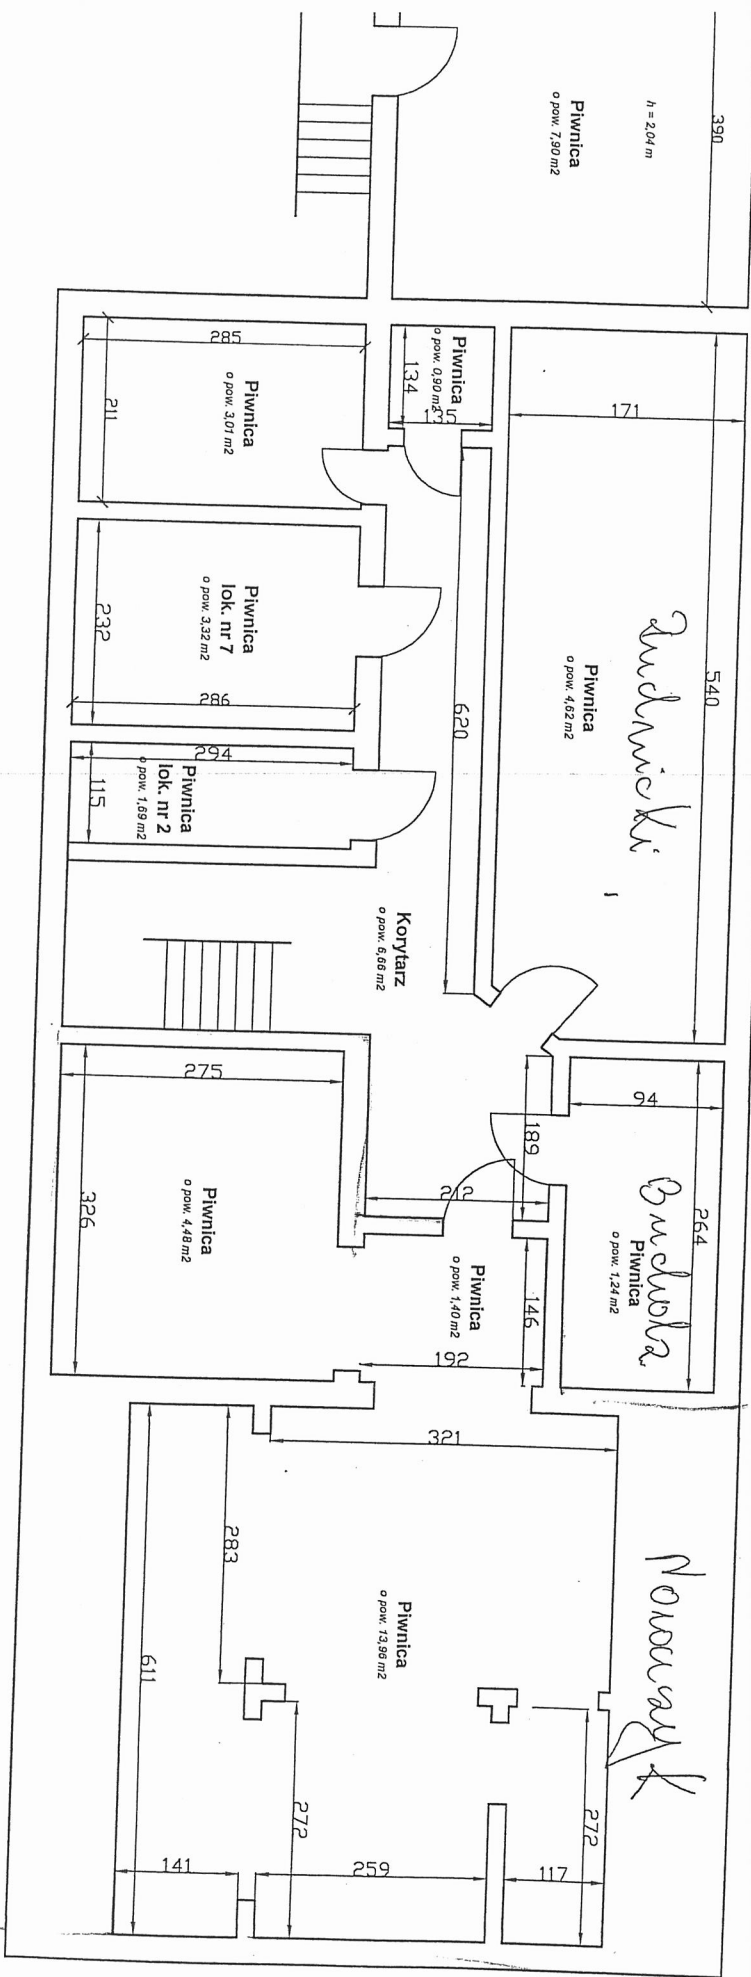 390
h = 2,04 m
Piwnica
o pow. 7,90 m2
Piwnica
o pow. 0,90 m2
134
135
171
540
Piwnica
o pow. 4,62 m2
285
211
Piwnica
o pow. 3,01 m2
Piwnica
lok. nr 7
o pow. 3,32 m2
232
286
620
294
115
Piwnica
lok. nr 2
o pow. 1,69 m2
Korytarz
o pow. 6,66 m2
94
264
Piwnica
o pow. 1,24 m2
189
212
275
326
Piwnica
o pow. 4,48 m2
Piwnica
o pow. 1,40 m2
146
192
321
283
611
Piwnica
o pow. 13,96 m2
272
272
141
259
117